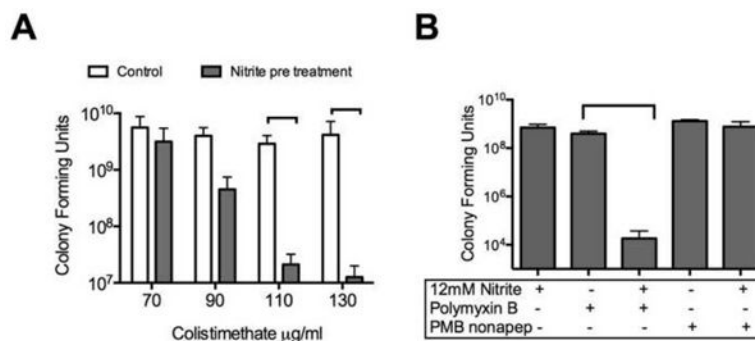 A
Control
Nitrite pre treatment
Colony Forming Units
10^10
10^9
10^8
10^7
70 90 110 130
Colistimethate µg/ml
B
Colony Forming Units
10^10
10^8
10^6
10^4
12mM Nitrite + - + - +
Polymyxin B - + + - -
PMB nonapep - - - + +